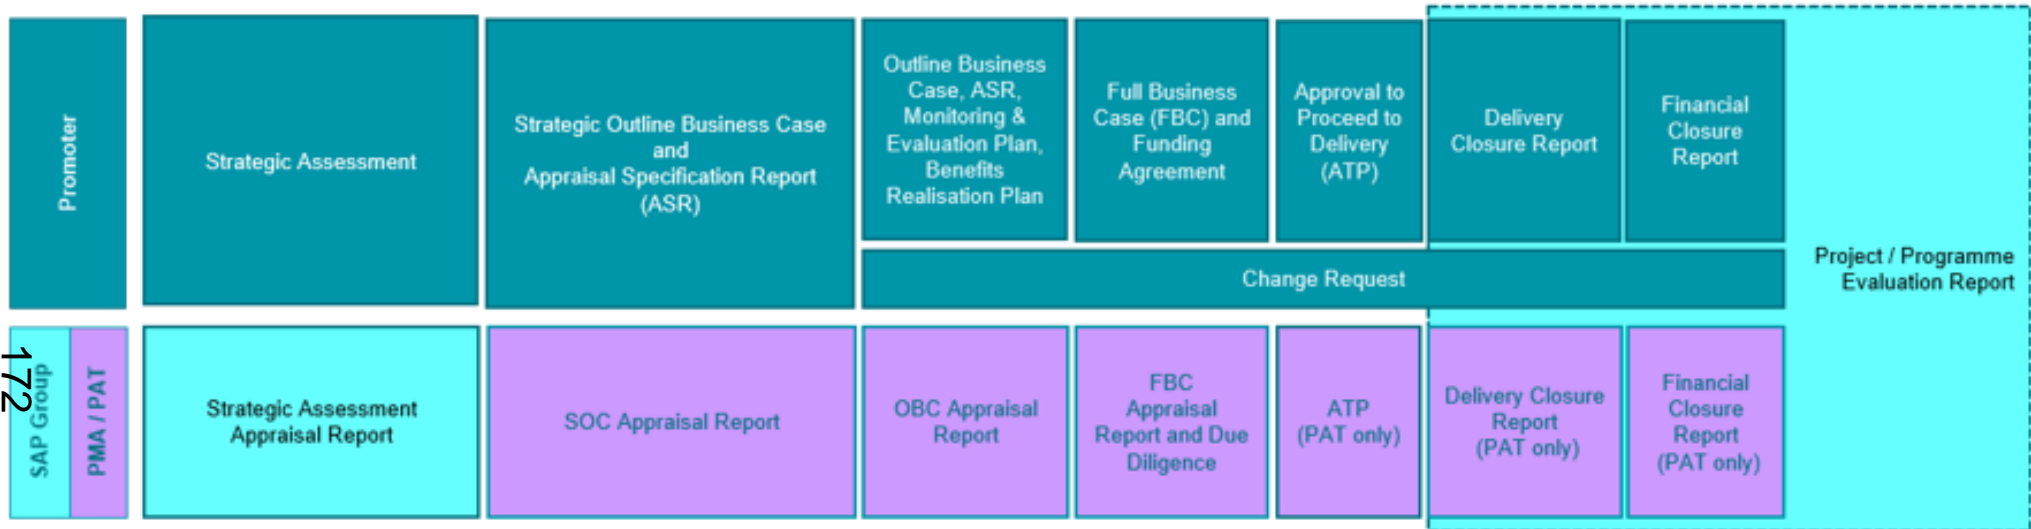 Promoter
Strategic Assessment
Strategic Outline Business Case
and
Appraisal Specification Report
(ASR)
Outline Business
Case, ASR,
Monitoring &
Evaluation Plan,
Benefits
Realisation Plan
Full Business
Case (FBC) and
Funding
Agreement
Approval to
Proceed to
Delivery
(ATP)
Delivery
Closure Report
Financial
Closure
Report
Change Request
Project / Programme
Evaluation Report
172
SAP Group
PMA / PAT
Strategic Assessment
Appraisal Report
SOC Appraisal Report
OBC Appraisal
Report
FBC
Appraisal
Report and Due
Diligence
ATP
(PAT only)
Delivery Closure
Report
(PAT only)
Financial
Closure
Report
(PAT only)